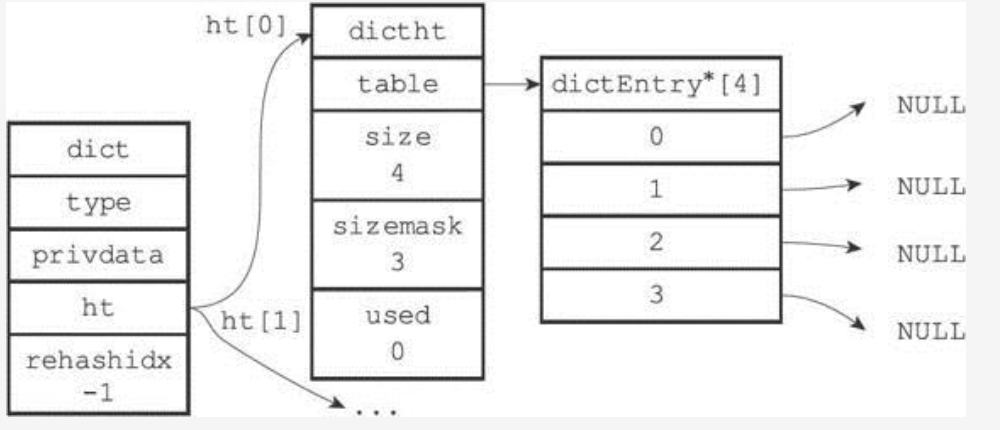 dict
type
privdata
ht
rehashidx
-1
ht[0]
ht[1]
dictht
table
size
4
sizemask
3
used
0
...
dictEntry*[4]
0
1
2
3
NULL
NULL
NULL
NULL